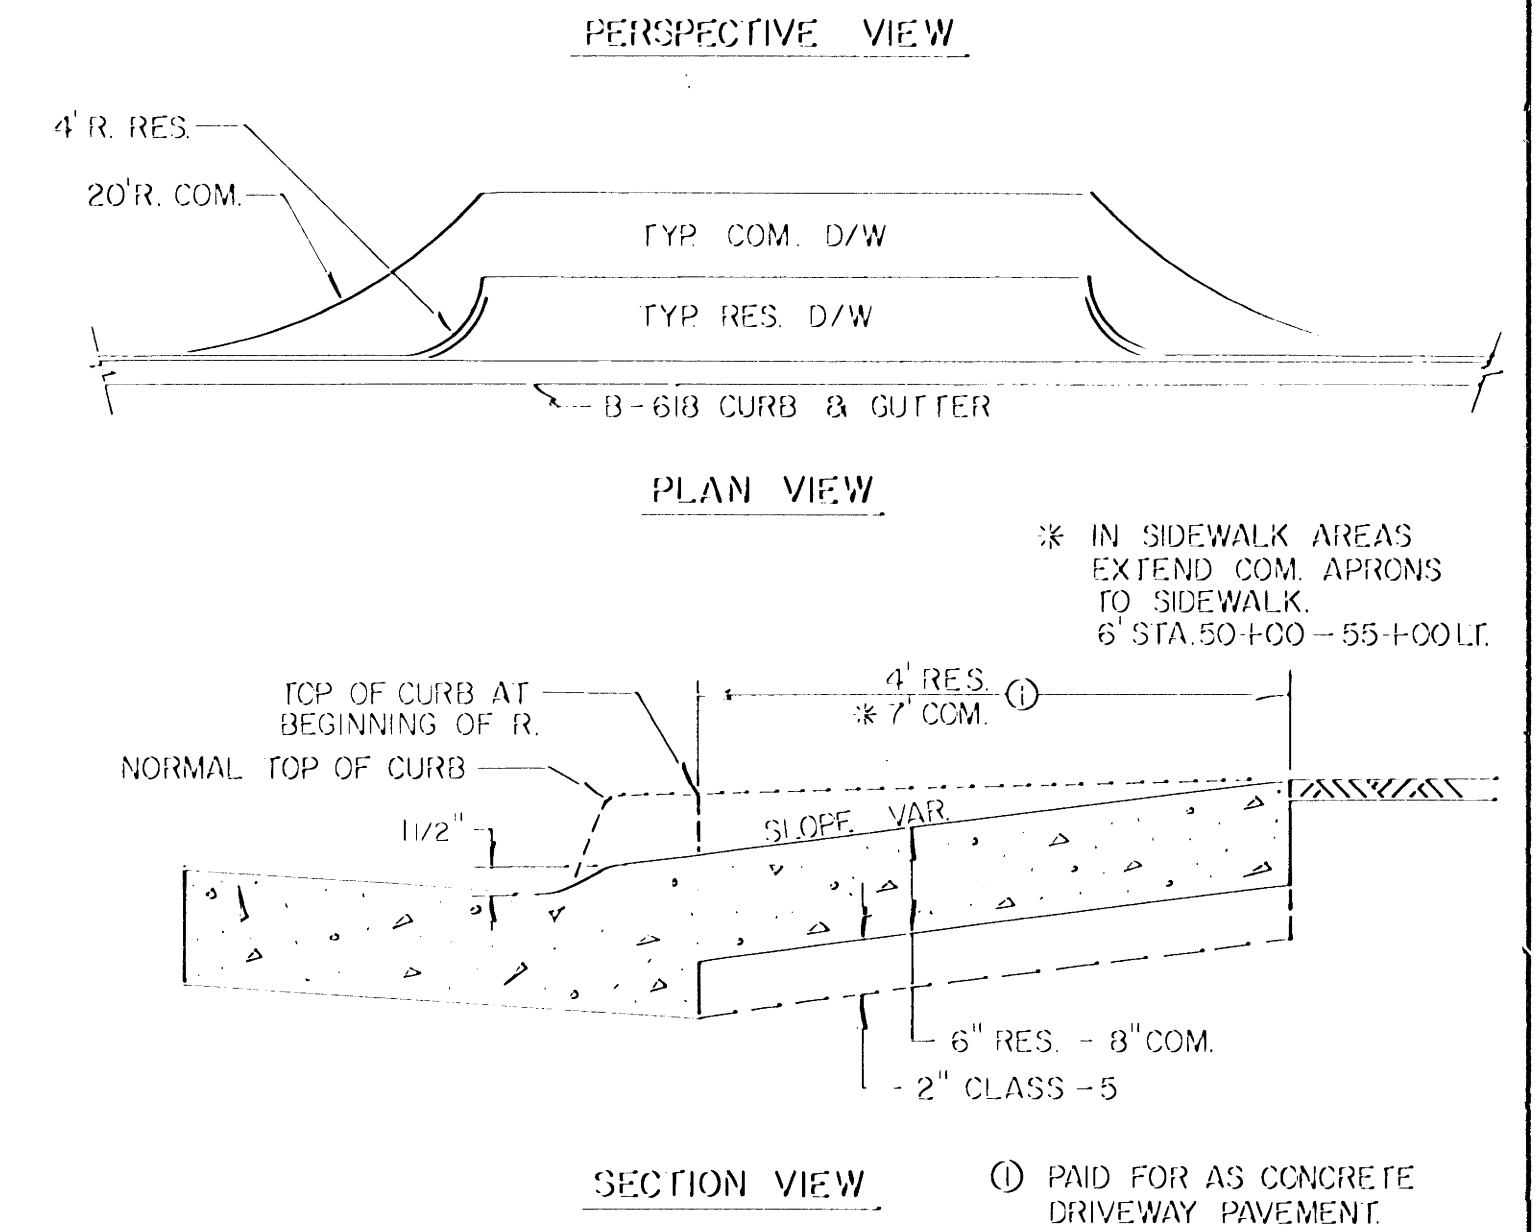 PERSPECTIVE VIEW
4' R. RES.
20' R. COM.
TYP. COM. D/W
TYP. RES. D/W
B-618 CURB & GUTTER
PLAN VIEW
* IN SIDEWALK AREAS
EXTEND COM. APRONS
TO SIDEWALK.
6' STA. 50+00 - 55+00 LT.
4' RES.
* 7' COM.
1
TOP OF CURB AT
BEGINNING OF R.
NORMAL TOP OF CURB
1 1/2"
SLOPE VAR.
6" RES. - 8" COM.
2" CLASS-5
SECTION VIEW
1 PAID FOR AS CONCRETE
DRIVEWAY PAVEMENT.